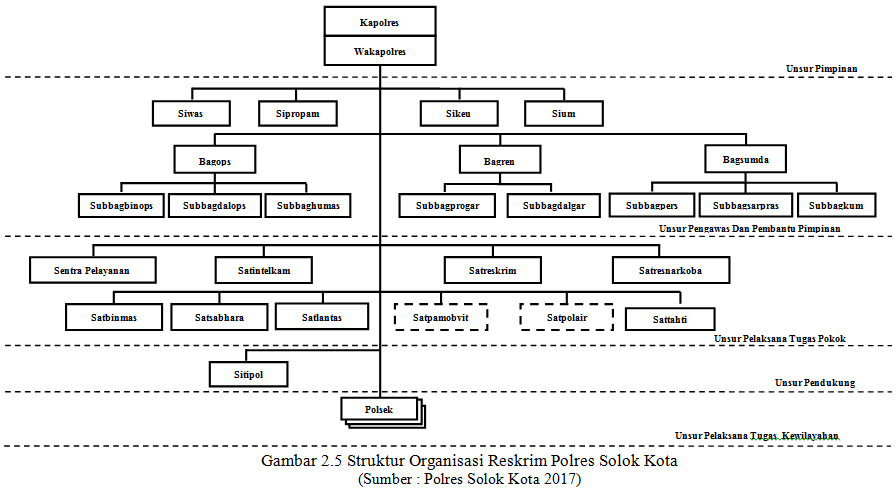 Kapolres
Wakapolres
Unsur Pimpinan
Siwas Sipropam Sikeu Sium
Bagops Bagren Bagsumda
Subbagbinops Subbagdalops Subbaghumas Subbagprogar Subbagdalgar Subbagpers Subbagsarpras Subbagkum
Unsur Pengawas Dan Pembantu Pimpinan
Sentra Pelayanan Satintelkam Satreskrim Satresnarkoba
Satbinmas Satsabhara Satlantas Satpamobvit Satpolair Sattahti
Unsur Pelaksana Tugas Pokok
Sitipol
Unsur Pendukung
Polsek
Unsur Pelaksana Tugas Kewilayahan
Gambar 2.5 Struktur Organisasi Reskrim Polres Solok Kota
(Sumber : Polres Solok Kota 2017)